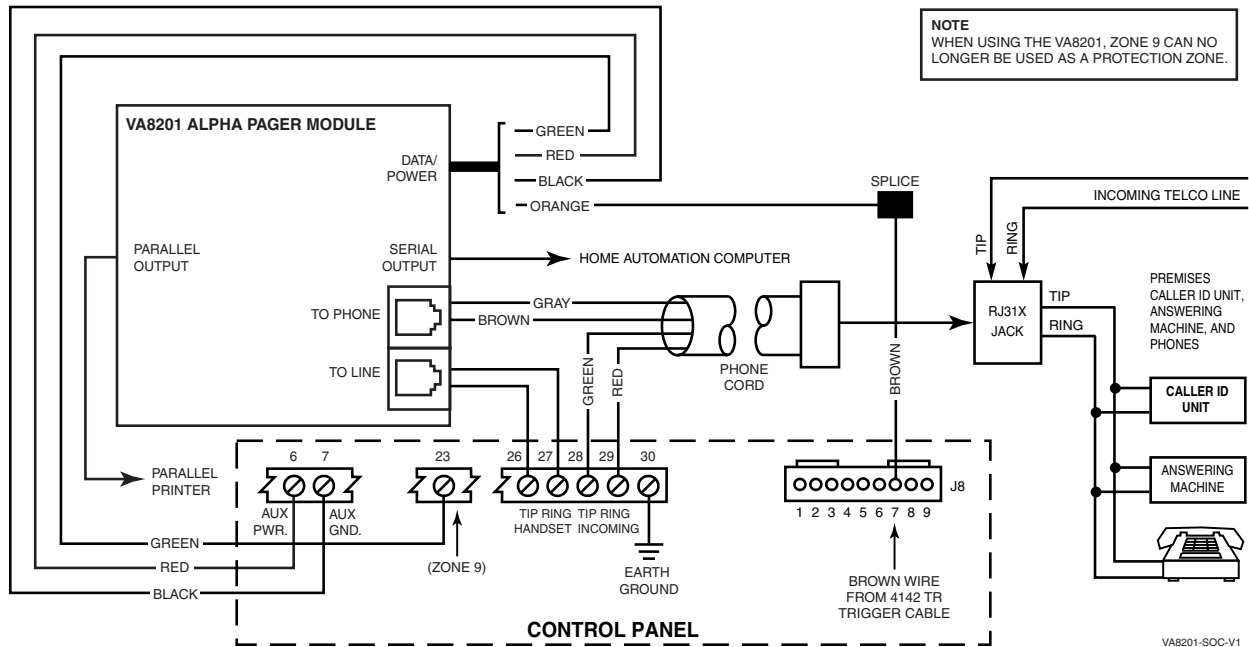 NOTE
WHEN USING THE VA8201, ZONE 9 CAN NO
LONGER BE USED AS A PROTECTION ZONE.
VA8201 ALPHA PAGER MODULE
DATA/
POWER
GREEN
RED
BLACK
ORANGE
SPLICE
INCOMING TELCO LINE
TIP
RING
PARALLEL
OUTPUT
SERIAL
OUTPUT
HOME AUTOMATION COMPUTER
TO PHONE
GRAY
BROWN
TO LINE
GREEN
RED
PHONE
CORD
BROWN
RJ31X
JACK
TIP
RING
PREMISES
CALLER ID UNIT,
ANSWERING
MACHINE, AND
PHONES
CALLER ID
UNIT
ANSWERING
MACHINE
PARALLEL
PRINTER
6 7
23
26 27 28 29 30
AUX
PWR.
AUX
GND.
(ZONE 9)
TIP RING TIP RING
HANDSET INCOMING
EARTH
GROUND
J8
1 2 3 4 5 6 7 8 9
BROWN WIRE
FROM 4142 TR
TRIGGER CABLE
GREEN
RED
BLACK
CONTROL PANEL
VA8201-SOC-V1